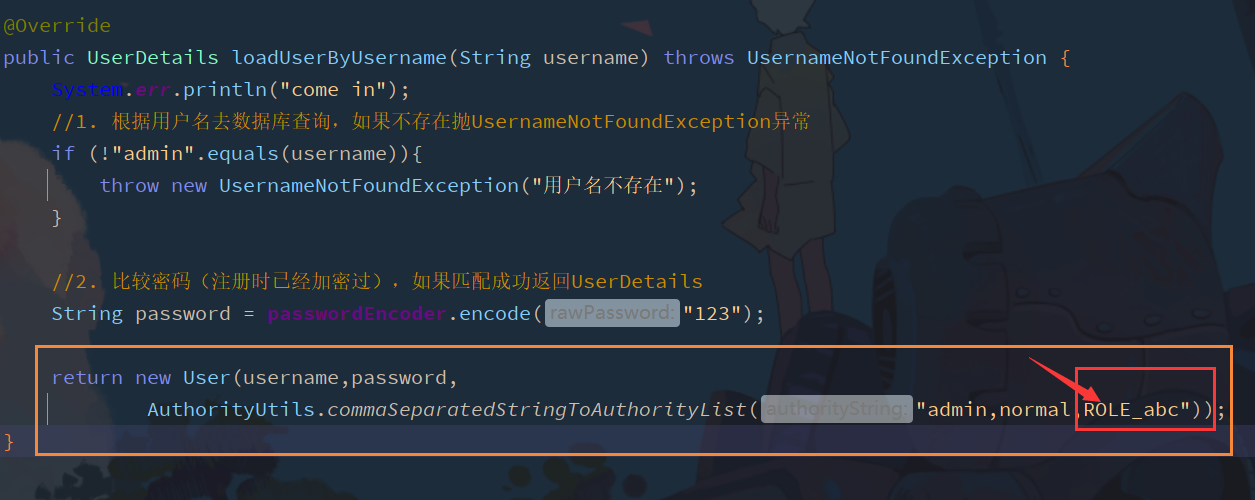 @Override
public UserDetails loadUserByUsername(String username) throws UsernameNotFoundException {
System.err.println("come in");
//1. 根据用户名去数据库查询，如果不存在抛UsernameNotFoundException异常
if (!"admin".equals(username)){
throw new UsernameNotFoundException("用户名不存在");
}
//2. 比较密码（注册时已经加密过），如果匹配成功返回UserDetails
String password = passwordEncoder.encode( rawPassword: "123");
return new User(username,password,
AuthorityUtils.commaSeparatedStringToAuthorityList( authorityString: "admin,normal,ROLE_abc"));
}